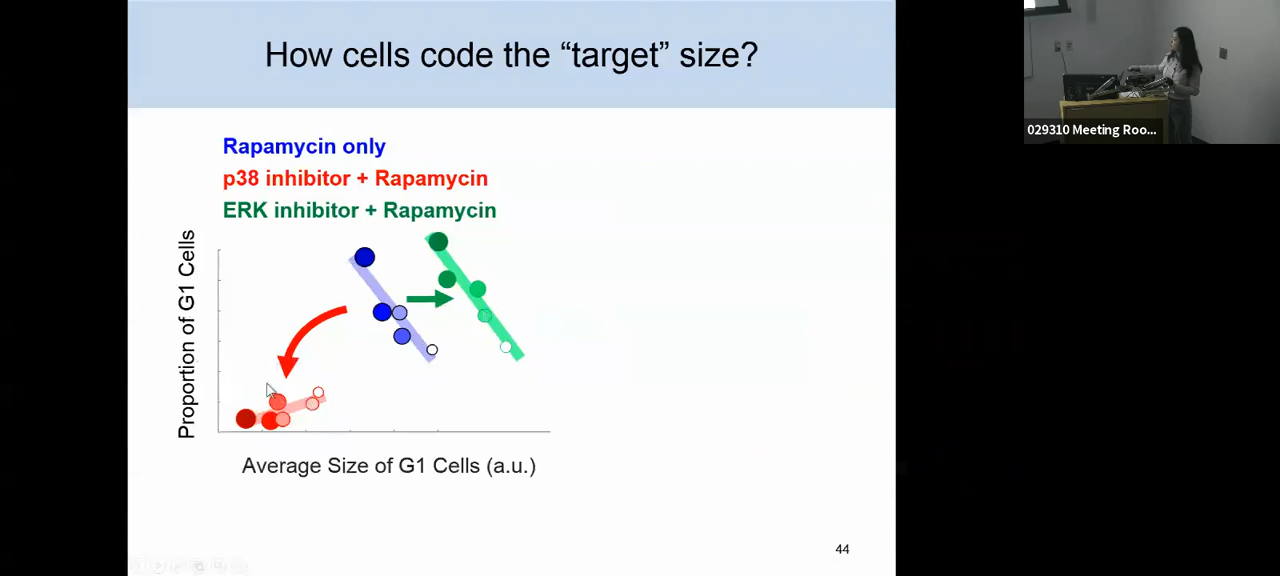 How cells code the “target” size?
029310 Meeting Roo...
Rapamycin only
p38 inhibitor + Rapamycin
ERK inhibitor + Rapamycin
Proportion of G1 Cells
Average Size of G1 Cells (a.u.)
44